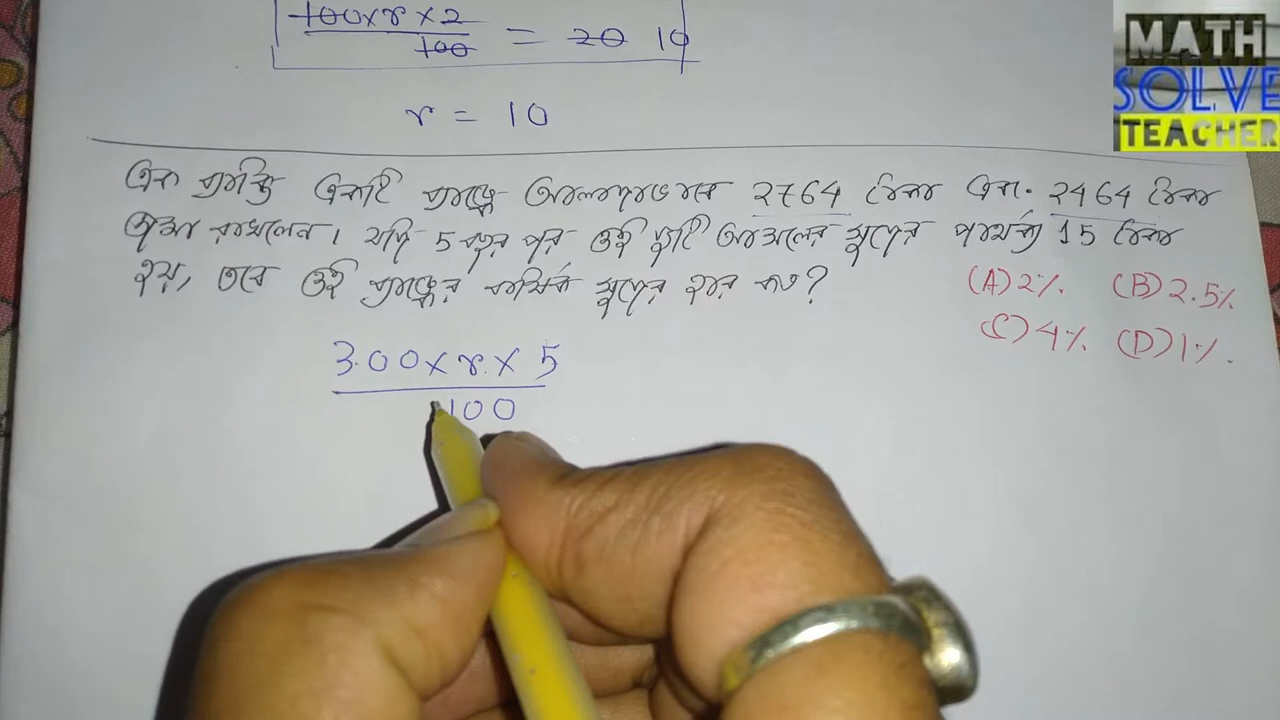 100×r×2
100
= 20 10
r = 10
MATH
SOLVE
TEACHER
এক ব্যক্তি একটি ব্যাঙ্কে আলাদাভাবে 2764 টাকা এবং 2464 টাকা
জমা রাখলেন। যদি 5 বছর পর ওই দুটি আসলের সুদের পার্থক্য 15 টাকা
হয়, তবে ওই ব্যাঙ্কের বার্ষিক সুদের হার কত?
(A) 2% (B) 2.5%
(C) 4% (D) 1%.
300×r×5
100